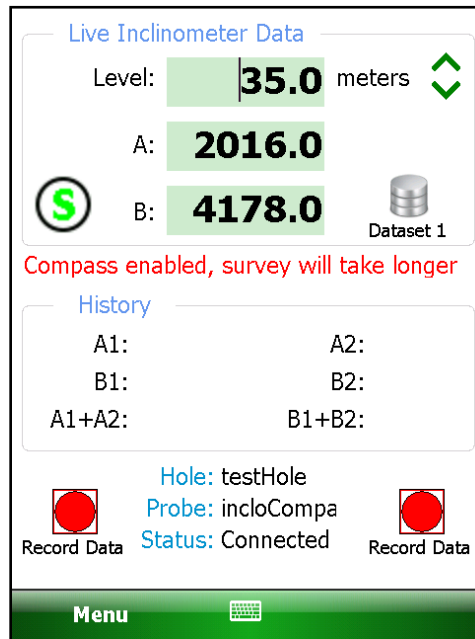 Live Inclinometer Data
Level: 35.0 meters
A: 2016.0
S
B: 4178.0
Dataset 1
Compass enabled, survey will take longer
History
A1: A2:
B1: B2:
A1+A2: B1+B2:
Hole: testHole
Probe: incloCompa
Status: Connected
Record Data Record Data
Menu